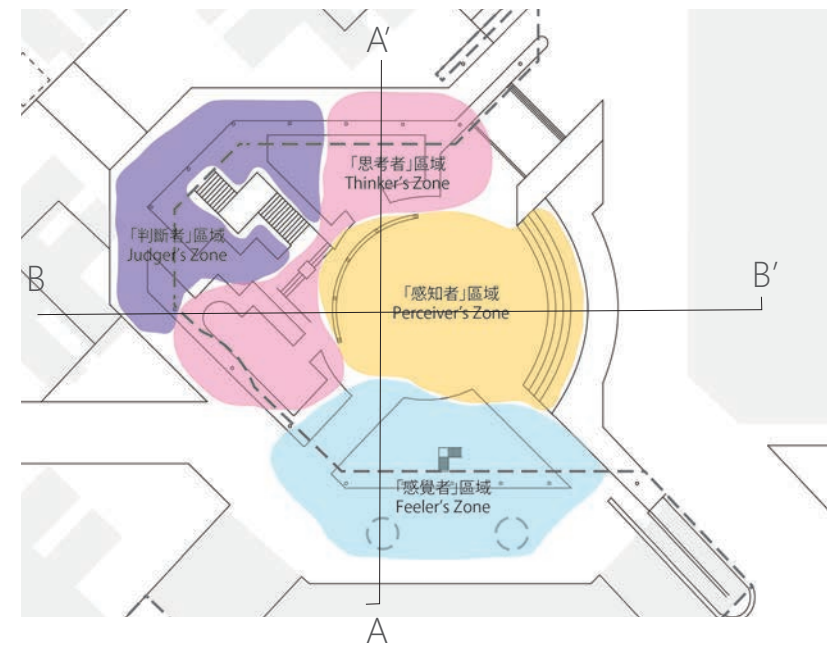 A'
「思考者」區域
Thinker's Zone
「判斷者」區域
Judger's Zone
B
B'
「感知者」區域
Perceiver's Zone
「感覺者」區域
Feeler's Zone
A